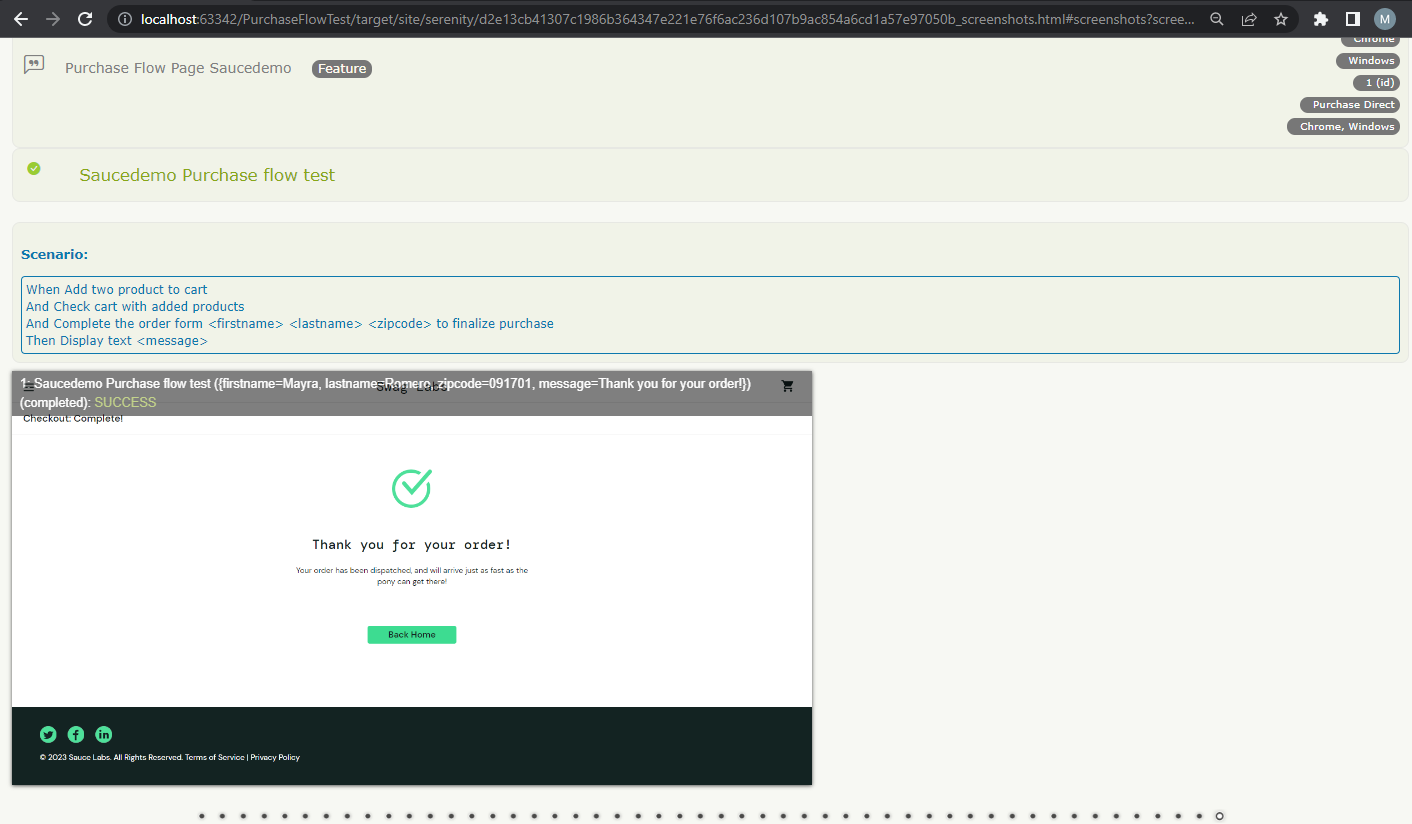 localhost:63342/PurchaseFlowTest/target/site/serenity/d2e13cb41307c1986b364347e221e76f6ac236d107b9ac854a6cd1a57e97050b_screenshots.html#screenshots?scree...
M
Chrome
Purchase Flow Page Saucedemo Feature
Windows
1 (id)
Purchase Direct
Chrome, Windows
Saucedemo Purchase flow test
Scenario:
When Add two product to cart
And Check cart with added products
And Complete the order form <firstname> <lastname> <zipcode> to finalize purchase
Then Display text <message>
Swag Labs
1. Saucedemo Purchase flow test ({firstname=Mayra, lastname=Romero, zipcode=091701, message=Thank you for your order!})
(completed): SUCCESS
Checkout: Complete!
Thank you for your order!
Your order has been dispatched, and will arrive just as fast as the
pony can get there!
Back Home
© 2023 Sauce Labs. All Rights Reserved. Terms of Service | Privacy Policy